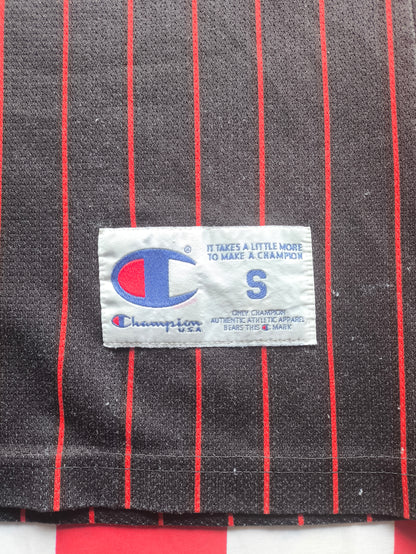 ®
IT TAKES A LITTLE MORE
TO MAKE A CHAMPION
S
Champion
U.S.A
ONLY CHAMPION
AUTHENTIC ATHLETIC APPAREL
BEARS THIS C MARK